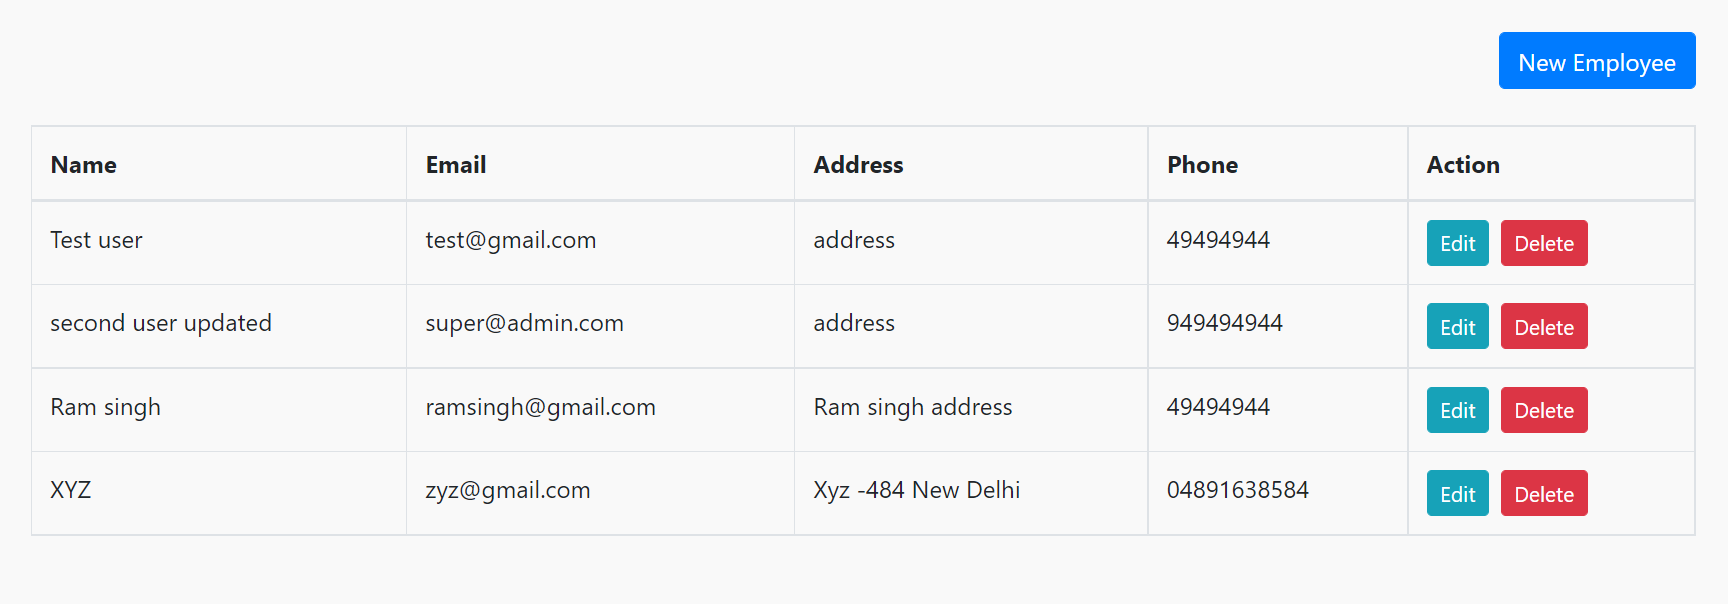 New Employee
Name Email Address Phone Action
Test user test@gmail.com address 49494944 Edit Delete
second user updated super@admin.com address 949494944 Edit Delete
Ram singh ramsingh@gmail.com Ram singh address 49494944 Edit Delete
XYZ zyz@gmail.com Xyz -484 New Delhi 04891638584 Edit Delete